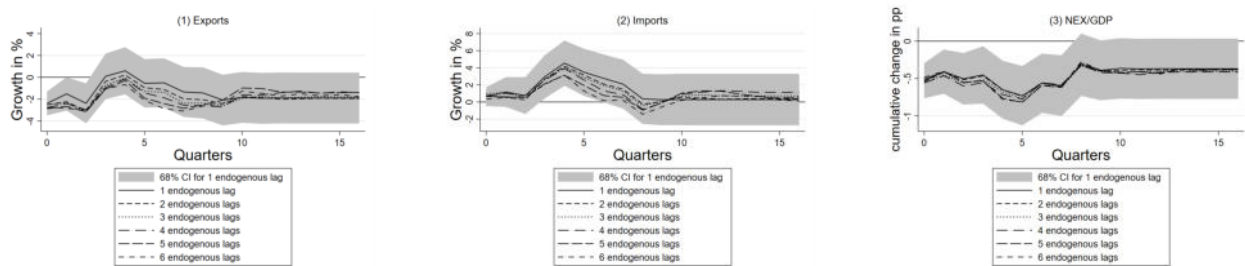 (1) Exports
Growth in %
4
2
0
-2
-4
0
5
10
15
Quarters
68% CI for 1 endogenous lag
1 endogenous lag
2 endogenous lags
3 endogenous lags
4 endogenous lags
5 endogenous lags
6 endogenous lags
(2) Imports
Growth in %
8
6
4
2
0
-2
0
5
10
15
Quarters
68% CI for 1 endogenous lag
1 endogenous lag
2 endogenous lags
3 endogenous lags
4 endogenous lags
5 endogenous lags
6 endogenous lags
(3) NEX/GDP
cumulative change in pp
0
-.5
-1
0
5
10
15
Quarters
68% CI for 1 endogenous lag
1 endogenous lag
2 endogenous lags
3 endogenous lags
4 endogenous lags
5 endogenous lags
6 endogenous lags